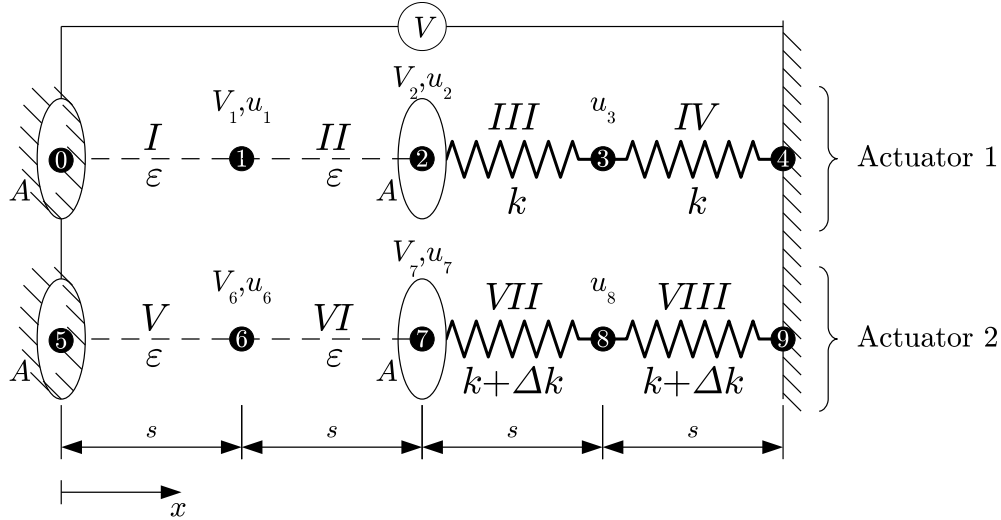 V
V₂,u₂
V₁,u₁
III
u₃
IV
I
II
0
1
2
3
4
Actuator 1
ε
ε
A
A
k
k
V₇,u₇
V₆,u₆
VII
u₈
VIII
V
VI
5
6
7
8
9
Actuator 2
ε
ε
A
A
k+Δk
k+Δk
s
s
s
s
x